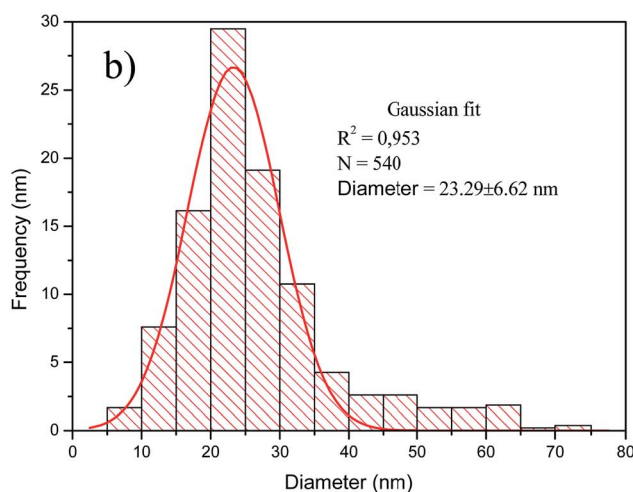 b)
Gaussian fit
R² = 0,953
N = 540
Diameter = 23.29±6.62 nm
Frequency (nm)
30
25
20
15
10
5
0
0 10 20 30 40 50 60 70 80
Diameter (nm)